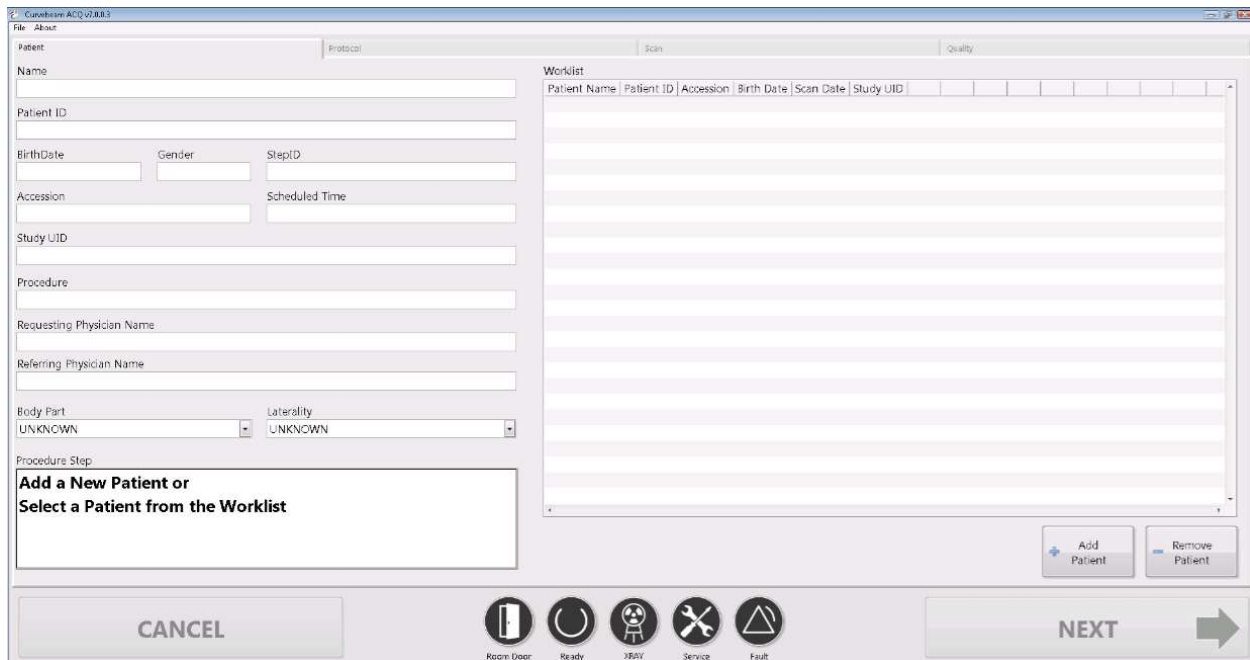 Curvebeam ACQ v7.0.0.3
File About
Patient Protocol Scan Quality
Name
Patient ID
BirthDate Gender StepID
Accession Scheduled Time
Study UID
Procedure
Requesting Physician Name
Referring Physician Name
Body Part Laterality
UNKNOWN UNKNOWN
Procedure Step
Add a New Patient or
Select a Patient from the Worklist
Worklist
Patient Name Patient ID Accession Birth Date Scan Date Study UID
Add
Patient
Remove
Patient
CANCEL
Room Door Ready XRAY Service Fault
NEXT